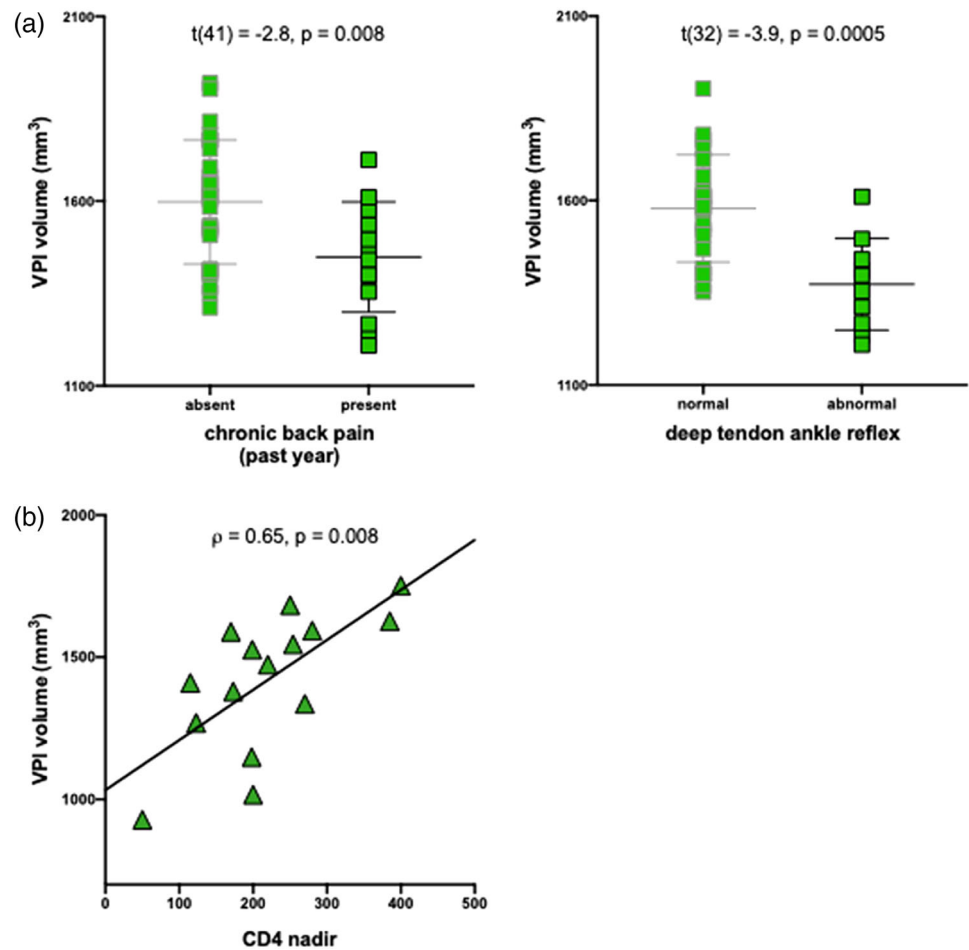 (a)
t(41) = -2.8, p = 0.008
VPI volume (mm³)
2100
1600
1100
absent
present
chronic back pain
(past year)
t(32) = -3.9, p = 0.0005
VPI volume (mm³)
2100
1600
1100
normal
abnormal
deep tendon ankle reflex
(b)
ρ = 0.65, p = 0.008
VPI volume (mm³)
2000
1500
1000
0
100
200
300
400
500
CD4 nadir